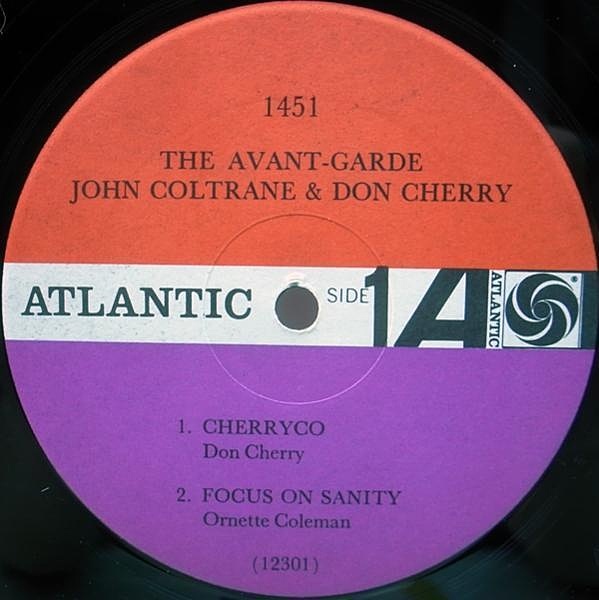 1451
THE AVANT-GARDE
JOHN COLTRANE & DON CHERRY
ATLANTIC
SIDE 1
A
ATLANTIC
®
1. CHERRYCO
Don Cherry
2. FOCUS ON SANITY
Ornette Coleman
(12301)